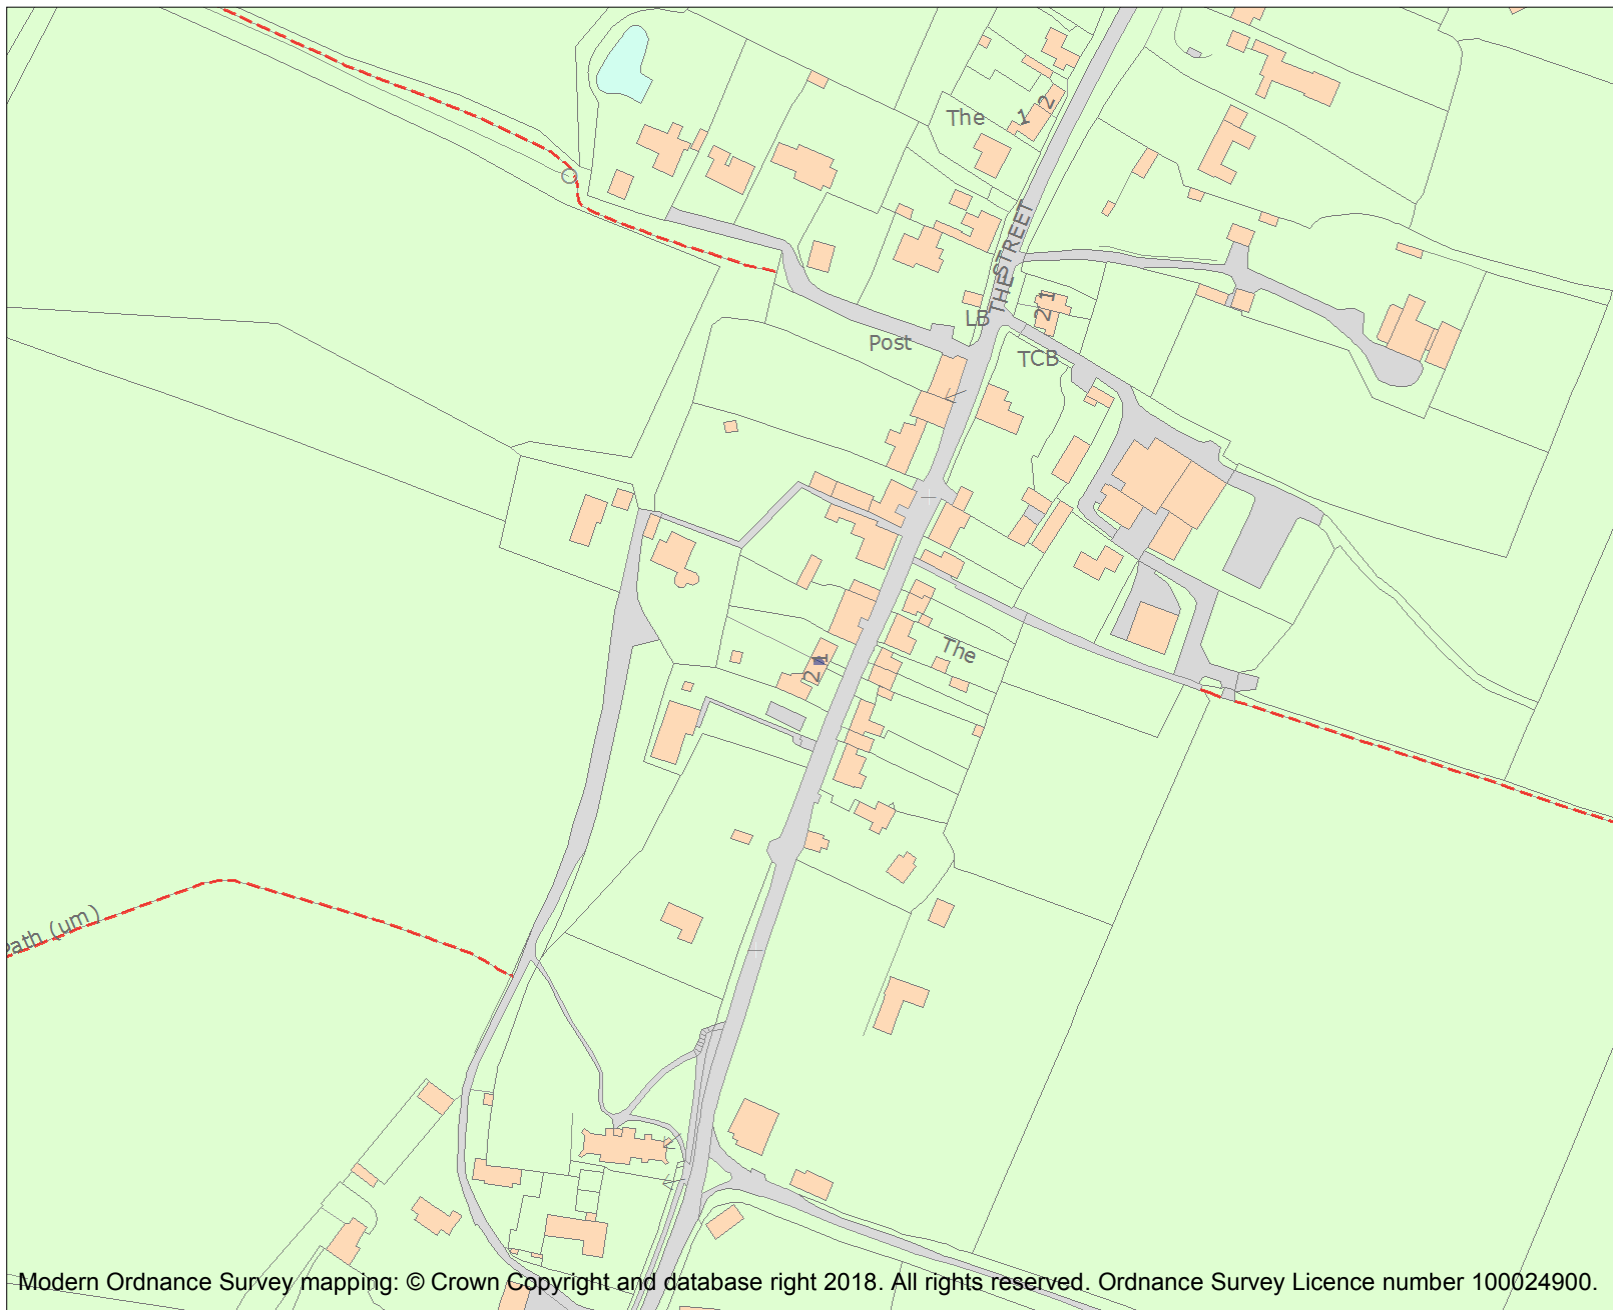 The
1
2
THE STREET
2 1
LB
Post
TCB
The
2 1
Path (um)
Modern Ordnance Survey mapping: © Crown Copyright and database right 2018. All rights reserved. Ordnance Survey Licence number 100024900.